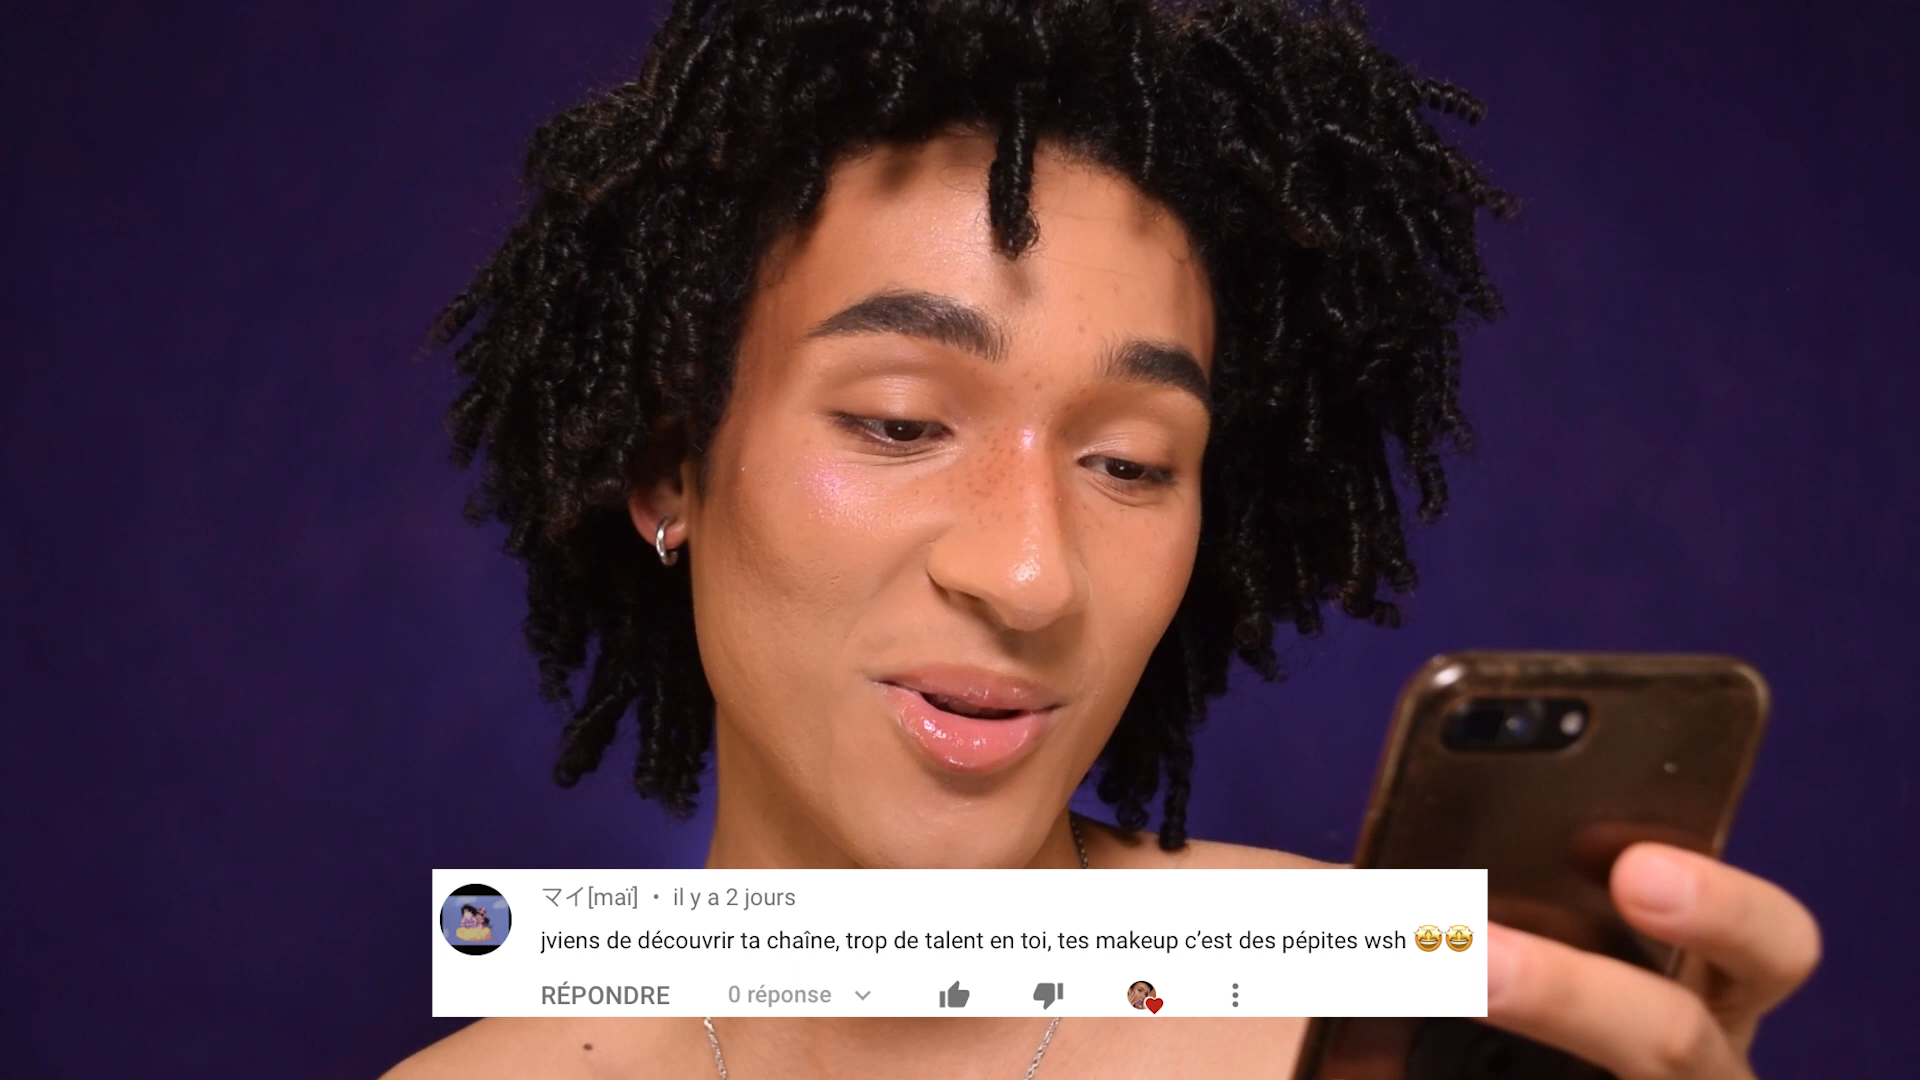 マイ[maï] • il y a 2 jours
jviens de découvrir ta chaîne, trop de talent en toi, tes makeup c’est des pépites wsh 🤩🤩
RÉPONDRE 0 réponse